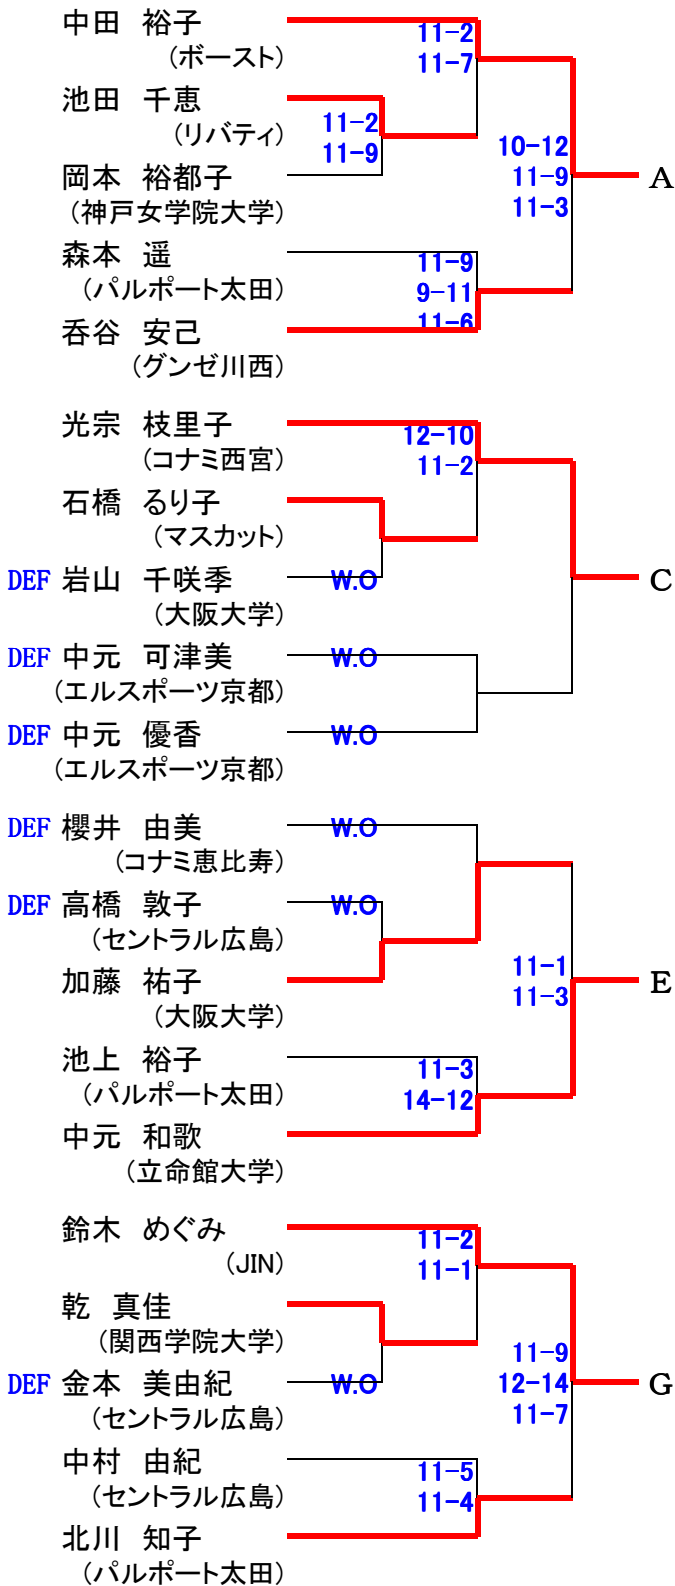 中田 裕子
11-2
(ボースト)
11-7
池田 千恵
11-2
(リバティ)
11-9
10-12
岡本 裕都子
11-9
A
(神戸女学院大学)
11-3
森本 遥
11-9
(パルポート太田)
9-11
呑谷 安己
11-6
(グンゼ川西)
光宗 枝里子
12-10
(コナミ西宮)
11-2
石橋 るり子
(マスカット)
DEF 岩山 千咲季
W.O
C
(大阪大学)
DEF 中元 可津美
W.O
(エルスポーツ京都)
DEF 中元 優香
W.O
(エルスポーツ京都)
DEF 櫻井 由美
W.O
(コナミ恵比寿)
DEF 高橋 敦子
W.O
(セントラル広島)
11-1
加藤 祐子
11-3
E
(大阪大学)
池上 裕子
11-3
(パルポート太田)
14-12
中元 和歌
(立命館大学)
鈴木 めぐみ
11-2
(JIN)
11-1
乾 真佳
(関西学院大学)
11-9
DEF 金本 美由紀
W.O
12-14
G
(セントラル広島)
11-7
中村 由紀
11-5
(セントラル広島)
11-4
北川 知子
(パルポート太田)